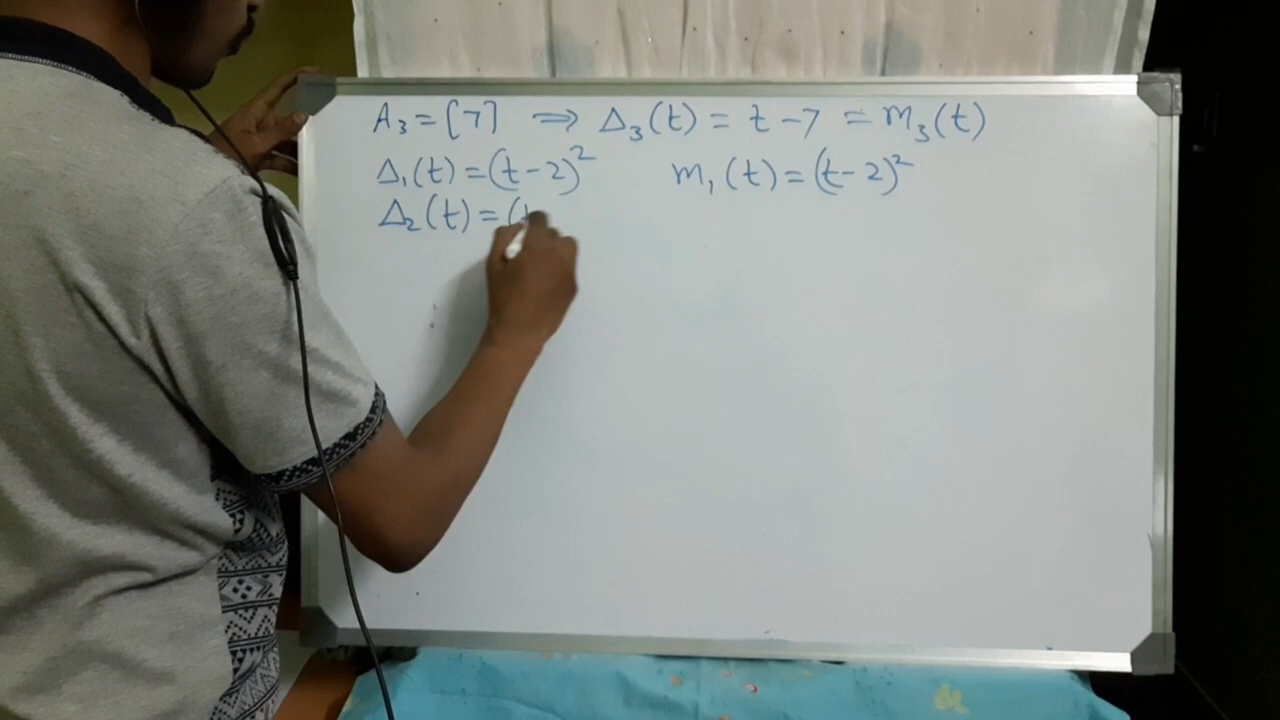 A₃ = [7] ⇒ Δ₃(t) = t - 7 = m₃(t)
Δ₁(t) = (t - 2)² m₁(t) = (t - 2)²
Δ₂(t) = (t